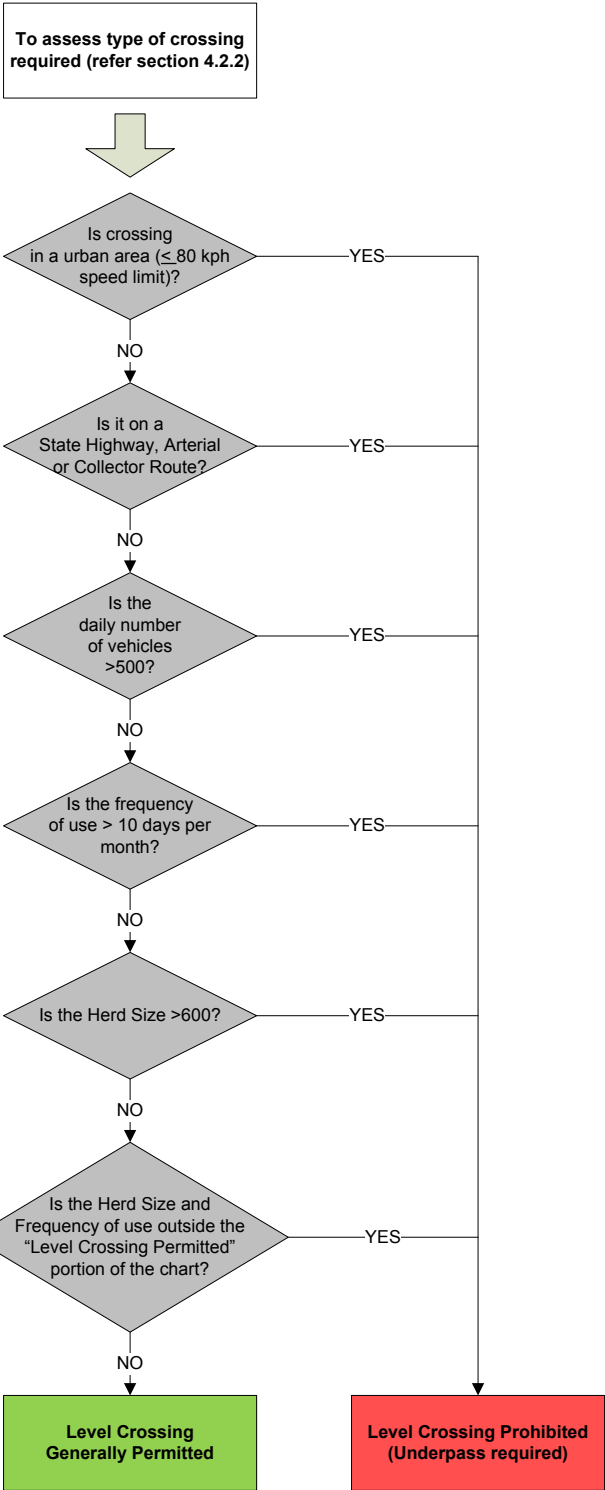 To assess type of crossing
required (refer section 4.2.2)
Is crossing
in a urban area (≤ 80 kph
speed limit)?
YES
NO
Is it on a
State Highway, Arterial
or Collector Route?
YES
NO
Is the
daily number
of vehicles
>500?
YES
NO
Is the frequency
of use > 10 days per
month?
YES
NO
Is the Herd Size >600?
YES
NO
Is the Herd Size and
Frequency of use outside the
“Level Crossing Permitted”
portion of the chart?
YES
NO
Level Crossing
Generally Permitted
Level Crossing Prohibited
(Underpass required)